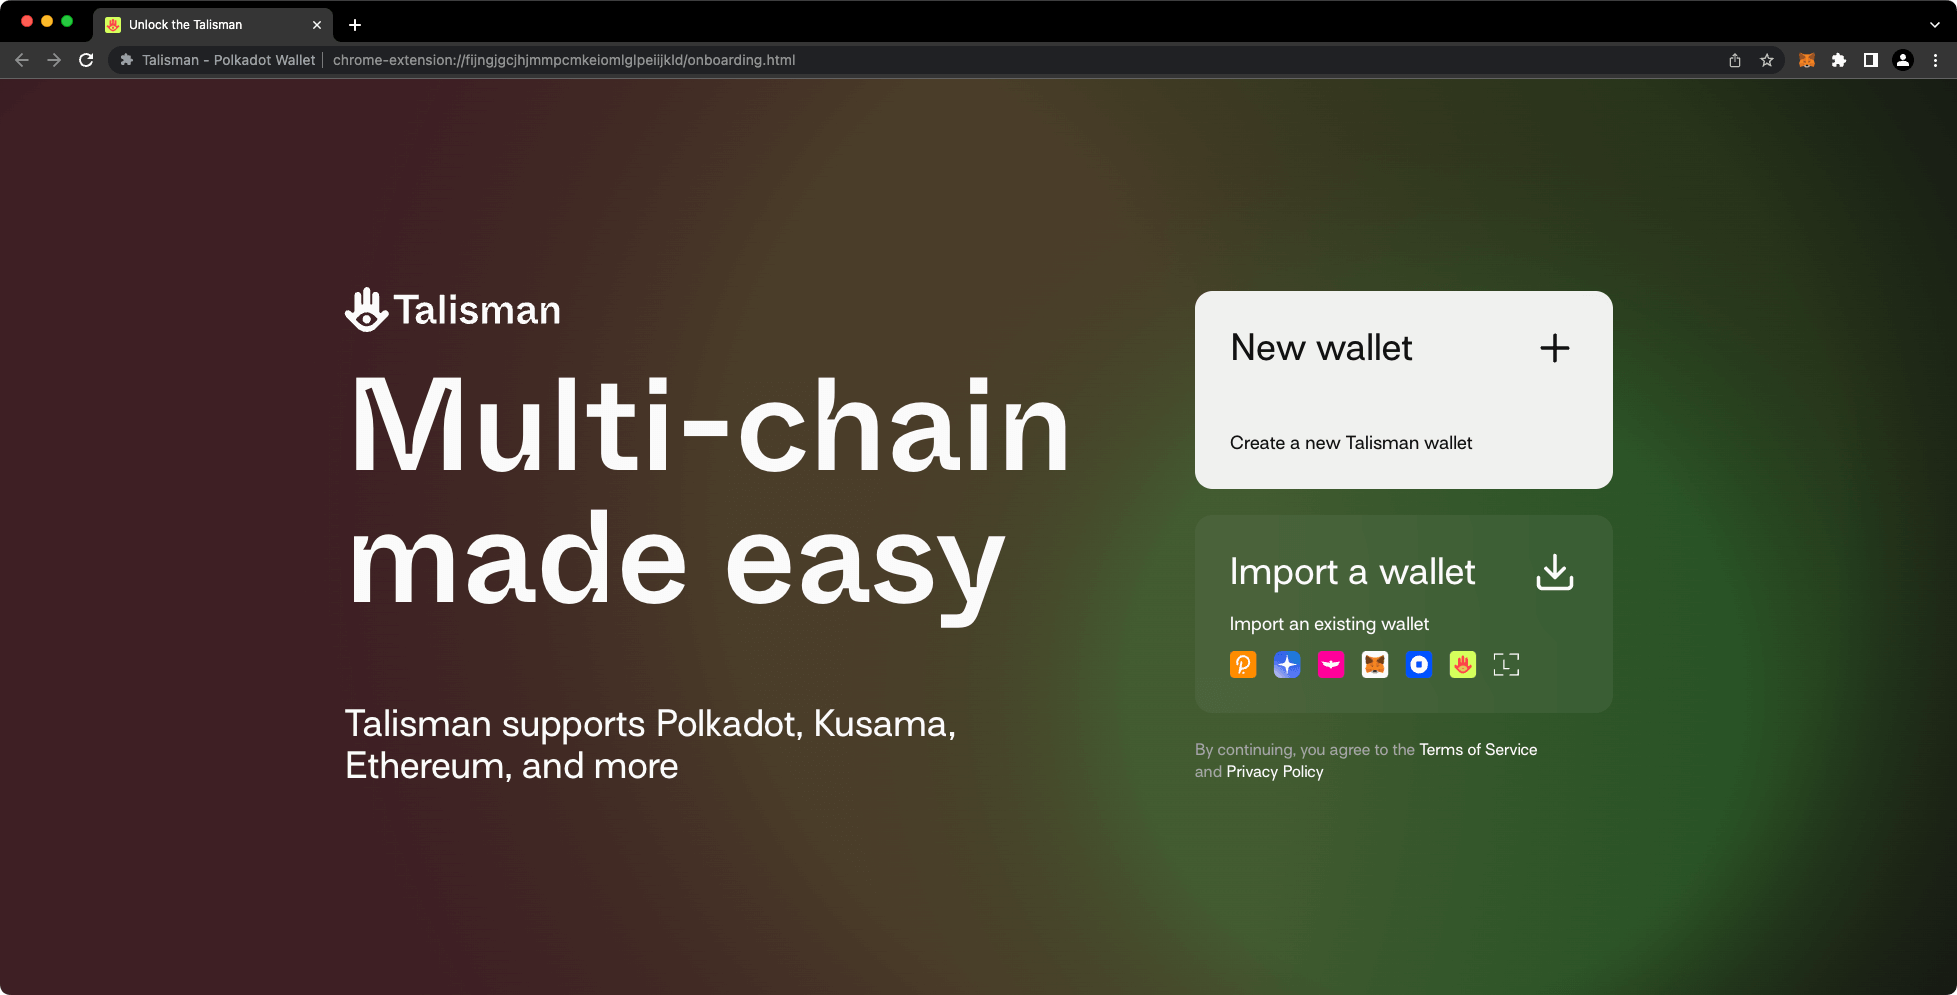 Unlock the Talisman
Talisman - Polkadot Wallet | chrome-extension://fijngjgcjhjmmpcmkeiomlglpeiijkld/onboarding.html
Talisman
Multi-chain
made easy
Talisman supports Polkadot, Kusama,
Ethereum, and more
New wallet
Create a new Talisman wallet
Import a wallet
Import an existing wallet
By continuing, you agree to the Terms of Service
and Privacy Policy